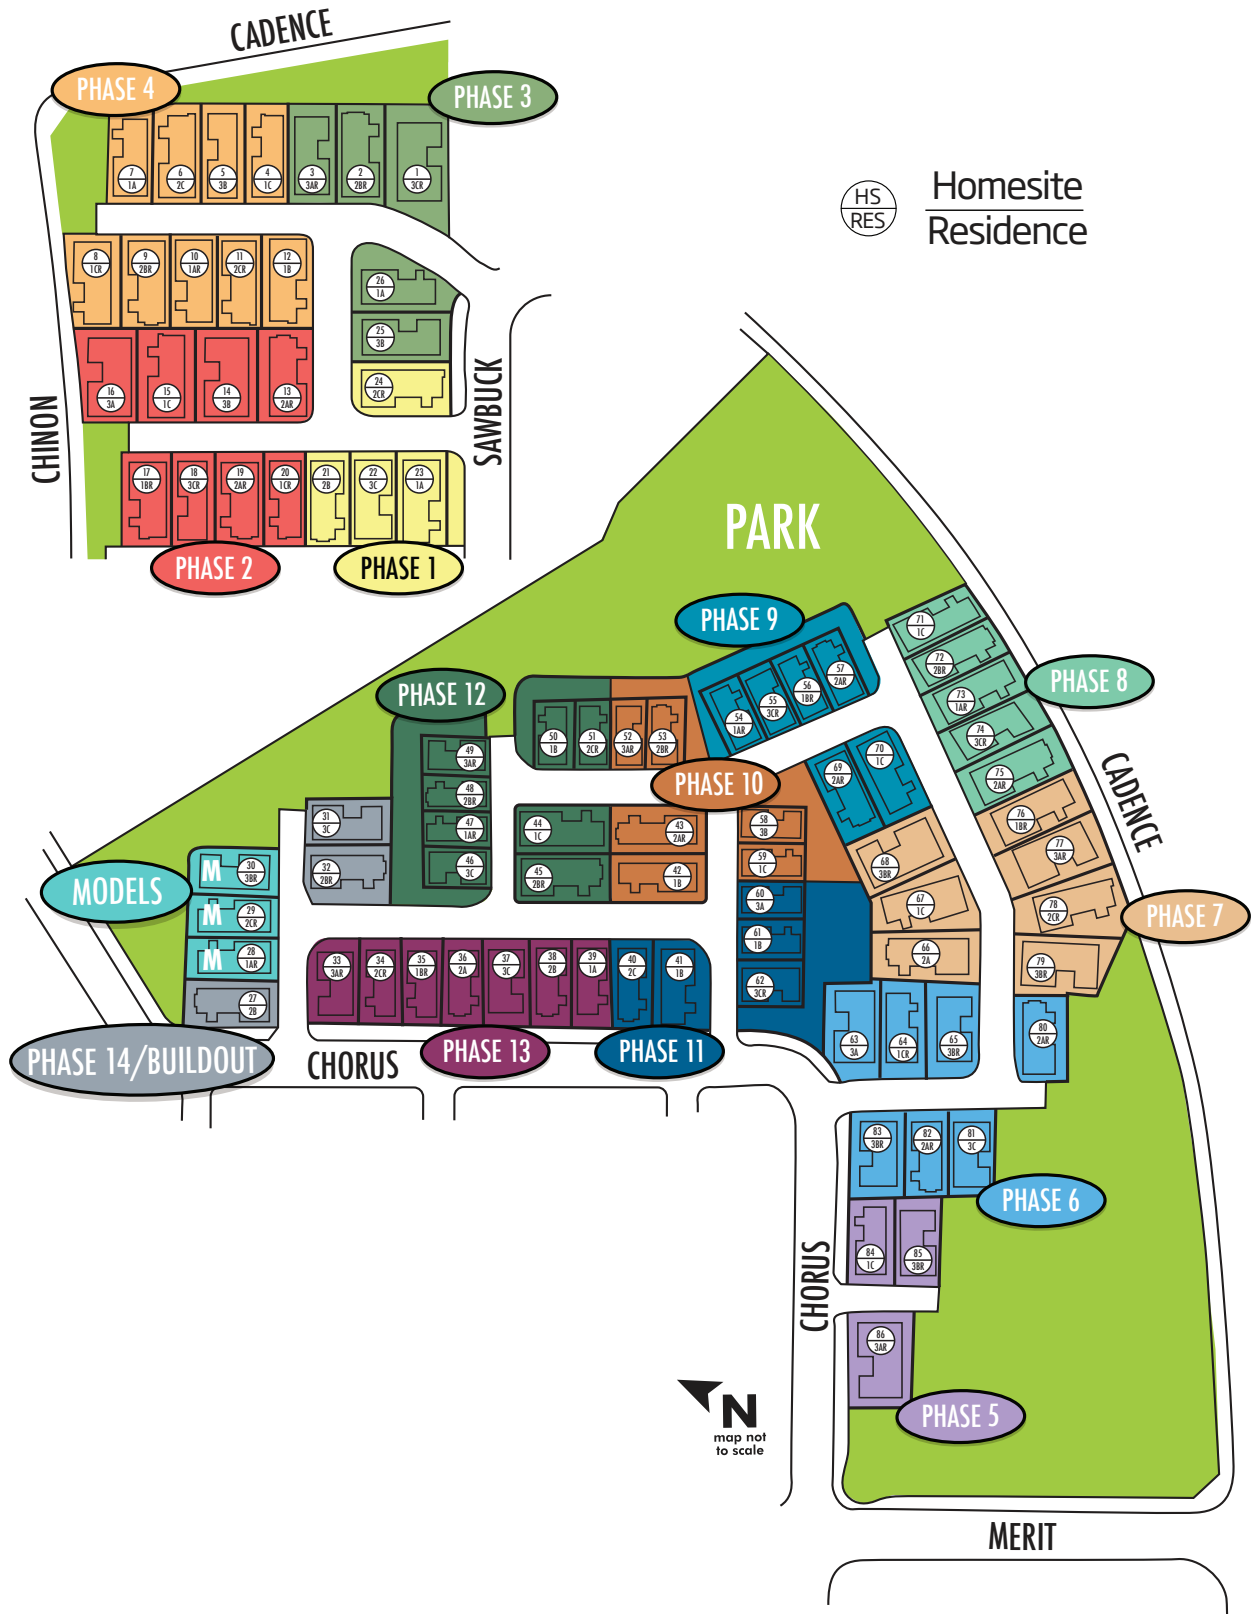 CADENCE
PHASE 4
PHASE 3
7
1A
6
2C
5
3B
4
1C
3
3AR
2
2BR
1
3CR
HS
RES
Homesite
Residence
8
1CR
9
2BR
10
1AR
11
2CR
12
1B
26
1A
25
3B
24
2CR
16
3A
15
1C
14
3B
13
2AR
CHINON
SAWBUCK
17
1BR
18
3CR
19
2AR
20
1CR
21
2B
22
3C
23
1A
PHASE 2
PHASE 1
PARK
PHASE 9
71
1C
72
2BR
73
1AR
74
3CR
75
2AR
PHASE 8
57
2AR
56
1BR
55
3CR
54
1AR
PHASE 12
50
1B
51
2CR
52
3AR
53
2BR
49
3AR
48
2BR
47
1AR
46
3C
PHASE 10
69
2AR
70
1C
CADENCE
31
3C
32
2BR
44
1C
45
2BR
43
2AR
42
1B
58
3B
59
1C
60
3A
61
1B
62
3CR
68
3BR
67
1C
66
2A
76
1BR
77
3AR
78
2CR
79
3BR
PHASE 7
MODELS
M
30
3BR
M
29
2CR
M
28
1AR
27
2B
33
3AR
34
2CR
35
1BR
36
2A
37
3C
38
2B
39
1A
40
2C
41
1B
63
3A
64
1CR
65
3BR
80
2AR
PHASE 14/BUILDOUT
CHORUS
PHASE 13
PHASE 11
83
3BR
82
2AR
81
3C
PHASE 6
84
1C
85
3BR
CHORUS
86
3AR
PHASE 5
N
map not
to scale
MERIT